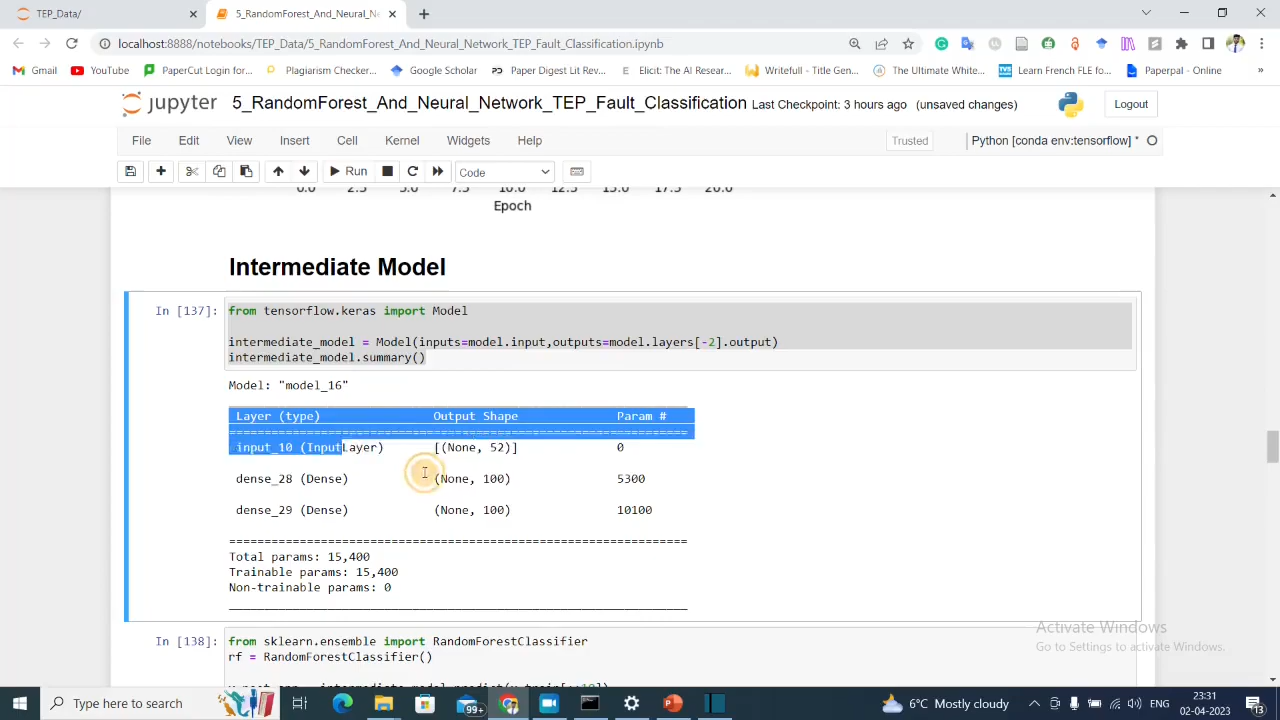 TEP_Data/
5_RandomForest_And_Neural_Ne
localhost:8888/notebooks/TEP_Data/5_RandomForest_And_Neural_Network_TEP_Fault_Classification.ipynb
Gmail YouTube PaperCut Login for... Plagiarism Checker... Google Scholar Paper Digest Lit Rev... Elicit: The AI Resear... Writefull - Title Gen... The Ultimate White... Learn French FLE fo... Paperpal - Online »
jupyter 5_RandomForest_And_Neural_Network_TEP_Fault_Classification Last Checkpoint: 3 hours ago (unsaved changes) Logout
File Edit View Insert Cell Kernel Widgets Help Trusted Python [conda env:tensorflow] *
Run Code
0.0 2.5 5.0 7.5 10.0 12.5 15.0 17.5 20.0
Epoch
Intermediate Model
In [137]: from tensorflow.keras import Model
intermediate_model = Model(inputs=model.input,outputs=model.layers[-2].output)
intermediate_model.summary()
Model: "model_16"
Layer (type) Output Shape Param #
=================================================================
input_10 (InputLayer) [(None, 52)] 0
dense_28 (Dense) (None, 100) 5300
dense_29 (Dense) (None, 100) 10100
=================================================================
Total params: 15,400
Trainable params: 15,400
Non-trainable params: 0
In [138]: from sklearn.ensemble import RandomForestClassifier
rf = RandomForestClassifier()
Activate Windows
Go to Settings to activate Windows.
Type here to search 99+ 6°C Mostly cloudy ENG 23:31
02-04-2023 13